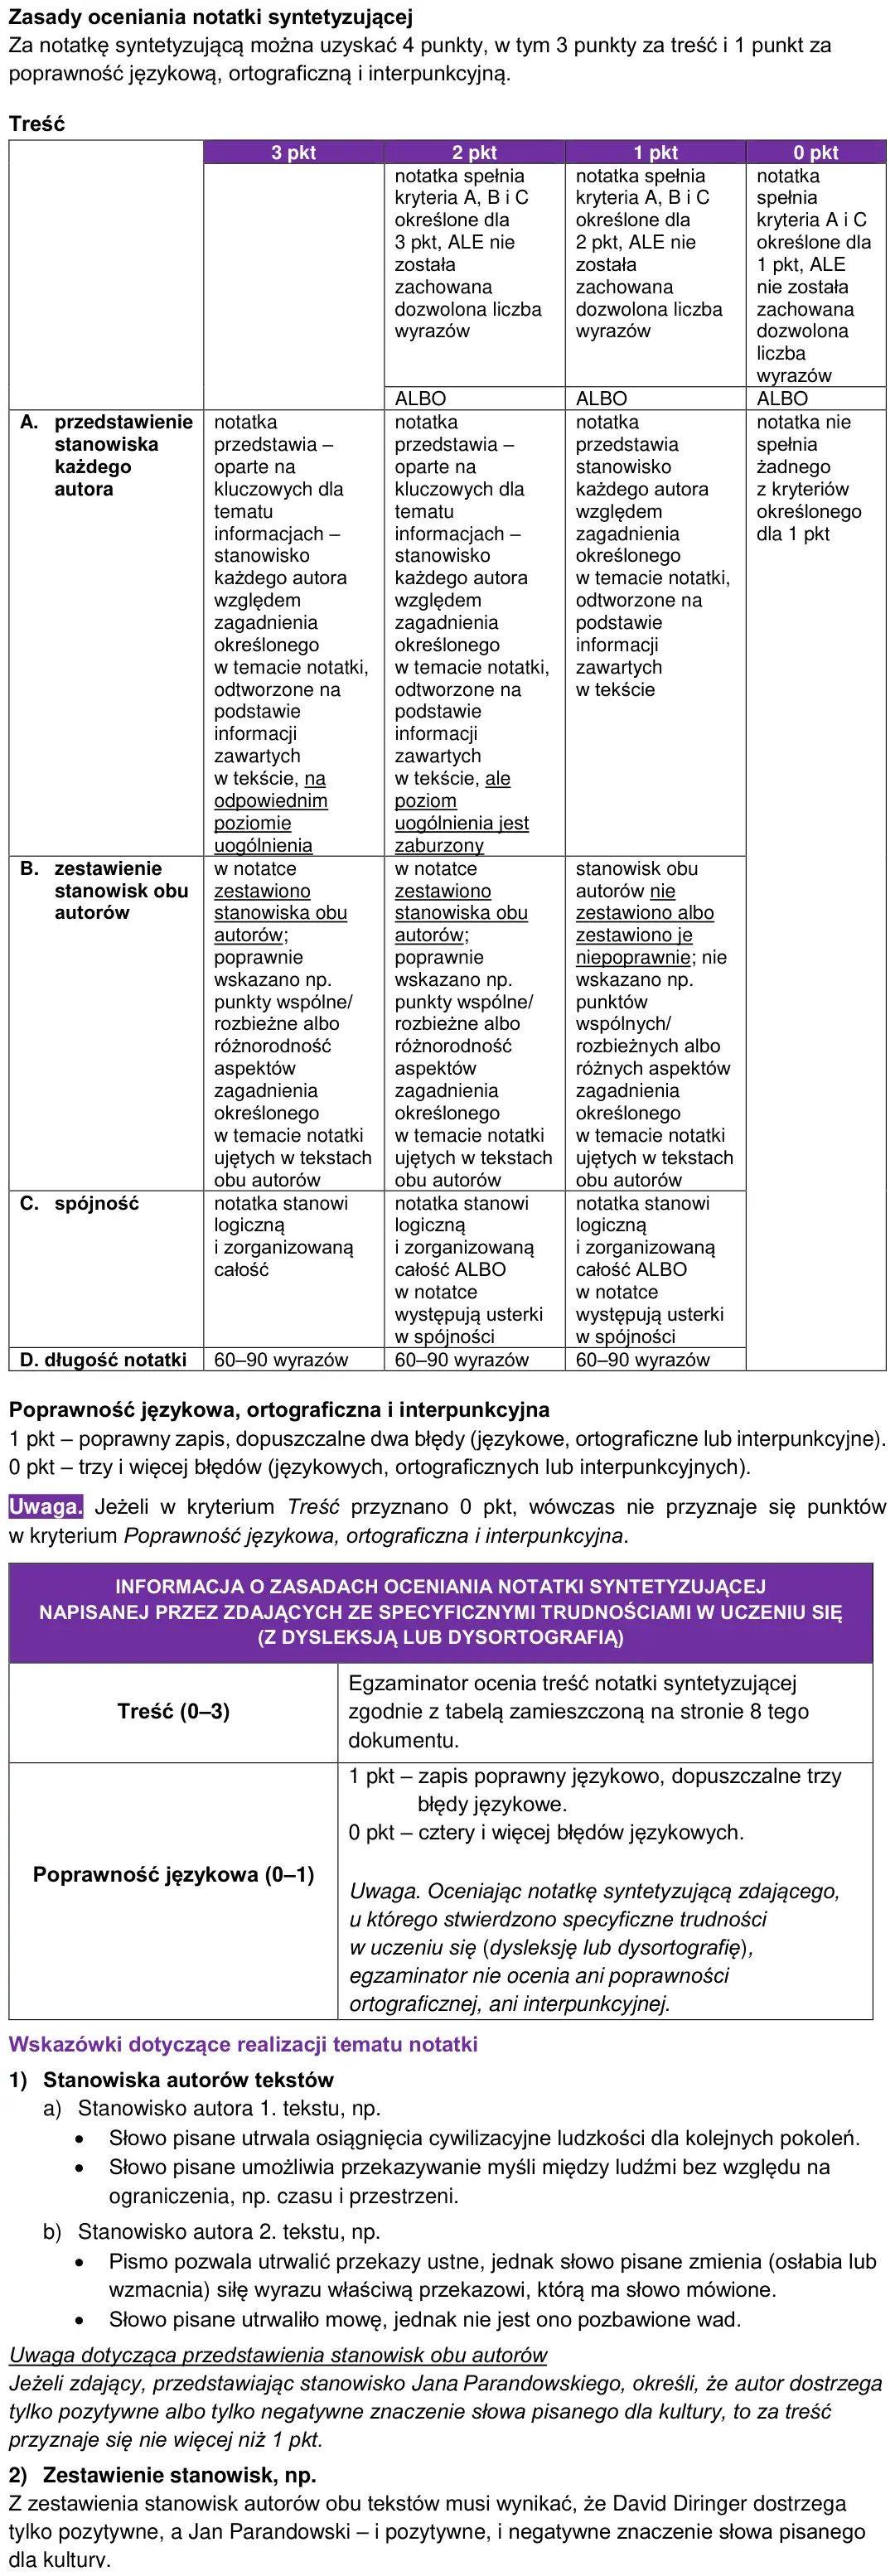 Zasady oceniania notatki syntetyzującej
Za notatkę syntetyzującą można uzyskać 4 punkty, w tym 3 punkty za treść i 1 punkt za
poprawność językową, ortograficzną i interpunkcyjną.
Treść
3 pkt
2 pkt
1 pkt
0 pkt
notatka spełnia
kryteria A, B i C
określone dla
3 pkt, ALE nie
została
zachowana
dozwolona liczba
wyrazów
notatka spełnia
kryteria A, B i C
określone dla
2 pkt, ALE nie
została
zachowana
dozwolona liczba
wyrazów
notatka
spełnia
kryteria A i C
określone dla
1 pkt, ALE
nie została
zachowana
dozwolona
liczba
wyrazów
ALBO
ALBO
ALBO
A. przedstawienie
stanowiska
każdego
autora
notatka
przedstawia –
oparte na
kluczowych dla
tematu
informacjach –
stanowisko
każdego autora
względem
zagadnienia
określonego
w temacie notatki,
odtworzone na
podstawie
informacji
zawartych
w tekście, na
odpowiednim
poziomie
uogólnienia
notatka
przedstawia –
oparte na
kluczowych dla
tematu
informacjach –
stanowisko
każdego autora
względem
zagadnienia
określonego
w temacie notatki,
odtworzone na
podstawie
informacji
zawartych
w tekście, ale
poziom
uogólnienia jest
zaburzony
notatka
przedstawia
stanowisko
każdego autora
względem
zagadnienia
określonego
w temacie notatki,
odtworzone na
podstawie
informacji
zawartych
w tekście
notatka nie
spełnia
żadnego
z kryteriów
określonego
dla 1 pkt
B. zestawienie
stanowisk obu
autorów
w notatce
zestawiono
stanowiska obu
autorów;
poprawnie
wskazano np.
punkty wspólne/
rozbieżne albo
różnorodność
aspektów
zagadnienia
określonego
w temacie notatki
ujętych w tekstach
obu autorów
w notatce
zestawiono
stanowiska obu
autorów;
poprawnie
wskazano np.
punkty wspólne/
rozbieżne albo
różnorodność
aspektów
zagadnienia
określonego
w temacie notatki
ujętych w tekstach
obu autorów
stanowisk obu
autorów nie
zestawiono albo
zestawiono je
niepoprawnie; nie
wskazano np.
punktów
wspólnych/
rozbieżnych albo
różnych aspektów
zagadnienia
określonego
w temacie notatki
ujętych w tekstach
obu autorów
C. spójność
notatka stanowi
logiczną
i zorganizowaną
całość
notatka stanowi
logiczną
i zorganizowaną
całość ALBO
w notatce
występują usterki
w spójności
notatka stanowi
logiczną
i zorganizowaną
całość ALBO
w notatce
występują usterki
w spójności
D. długość notatki
60–90 wyrazów
60–90 wyrazów
60–90 wyrazów
Poprawność językowa, ortograficzna i interpunkcyjna
1 pkt – poprawny zapis, dopuszczalne dwa błędy (językowe, ortograficzne lub interpunkcyjne).
0 pkt – trzy i więcej błędów (językowych, ortograficznych lub interpunkcyjnych).
Uwaga. Jeżeli w kryterium Treść przyznano 0 pkt, wówczas nie przyznaje się punktów
w kryterium Poprawność językowa, ortograficzna i interpunkcyjna.
INFORMACJA O ZASADACH OCENIANIA NOTATKI SYNTETYZUJĄCEJ
NAPISANEJ PRZEZ ZDAJĄCYCH ZE SPECYFICZNYMI TRUDNOŚCIAMI W UCZENIU SIĘ
(Z DYSLEKSJĄ LUB DYSORTOGRAFIĄ)
Treść (0–3)
Egzaminator ocenia treść notatki syntetyzującej
zgodnie z tabelą zamieszczoną na stronie 8 tego
dokumentu.
Poprawność językowa (0–1)
1 pkt – zapis poprawny językowo, dopuszczalne trzy
błędy językowe.
0 pkt – cztery i więcej błędów językowych.
Uwaga. Oceniając notatkę syntetyzującą zdającego,
u którego stwierdzono specyficzne trudności
w uczeniu się (dysleksję lub dysortografię),
egzaminator nie ocenia ani poprawności
ortograficznej, ani interpunkcyjnej.
Wskazówki dotyczące realizacji tematu notatki
1) Stanowiska autorów tekstów
a) Stanowisko autora 1. tekstu, np.
• Słowo pisane utrwala osiągnięcia cywilizacyjne ludzkości dla kolejnych pokoleń.
• Słowo pisane umożliwia przekazywanie myśli między ludźmi bez względu na
ograniczenia, np. czasu i przestrzeni.
b) Stanowisko autora 2. tekstu, np.
• Pismo pozwala utrwalić przekazy ustne, jednak słowo pisane zmienia (osłabia lub
wzmacnia) siłę wyrazu właściwą przekazowi, którą ma słowo mówione.
• Słowo pisane utrwaliło mowę, jednak nie jest ono pozbawione wad.
Uwaga dotycząca przedstawienia stanowisk obu autorów
Jeżeli zdający, przedstawiając stanowisko Jana Parandowskiego, określi, że autor dostrzega
tylko pozytywne albo tylko negatywne znaczenie słowa pisanego dla kultury, to za treść
przyznaje się nie więcej niż 1 pkt.
2) Zestawienie stanowisk, np.
Z zestawienia stanowisk autorów obu tekstów musi wynikać, że David Diringer dostrzega
tylko pozytywne, a Jan Parandowski – i pozytywne, i negatywne znaczenie słowa pisanego
dla kultury.